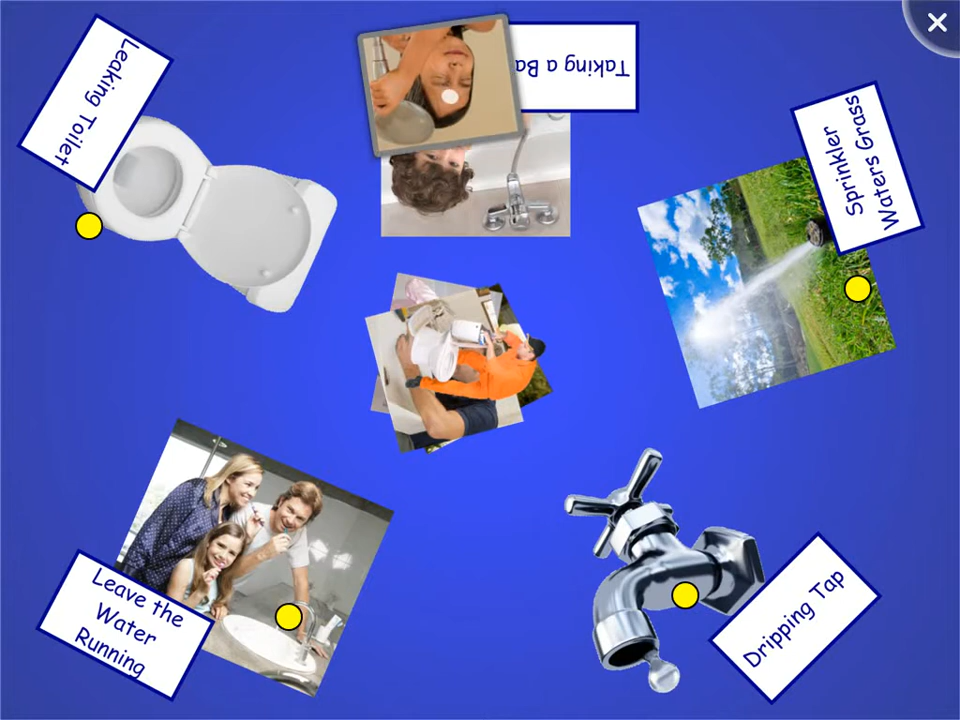 Leaking Toilet
Taking a Ba
Sprinkler
Waters Grass
Leave the
Water
Running
Dripping Tap